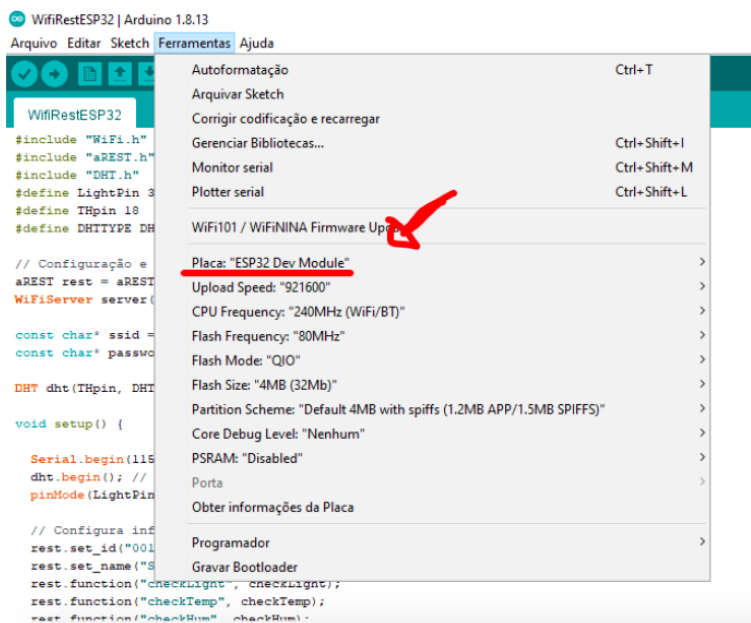 WifiRestESP32 | Arduino 1.8.13
Arquivo Editar Sketch Ferramentas Ajuda
WifiRestESP32
#include "WiFi.h"
#include "aREST.h"
#include "DHT.h"
#define LightPin 3
#define THpin 18
#define DHTTYPE DH
// Configuração e
aREST rest = aREST
WiFiServer server(
const char* ssid =
const char* passwo
DHT dht(THpin, DHT
void setup() {
Serial.begin(115
dht.begin(); //
pinMode(LightPin
// Configura inf
rest.set_id("001
rest.set_name("S
rest.function("checkLight", checkLight);
rest.function("checkTemp", checkTemp);
rest.function("checkHum", checkHum);
Autoformatação Ctrl+T
Arquivar Sketch
Corrigir codificação e recarregar
Gerenciar Bibliotecas... Ctrl+Shift+I
Monitor serial Ctrl+Shift+M
Plotter serial Ctrl+Shift+L
WiFi101 / WiFiNINA Firmware
Placa: "ESP32 Dev Module"
Upload Speed: "921600"
CPU Frequency: "240MHz (WiFi/BT)"
Flash Frequency: "80MHz"
Flash Mode: "QIO"
Flash Size: "4MB (32Mb)"
Partition Scheme: "Default 4MB with spiffs (1.2MB APP/1.5MB SPIFFS)"
Core Debug Level: "Nenhum"
PSRAM: "Disabled"
Porta
Obter informações da Placa
Programador
Gravar Bootloader